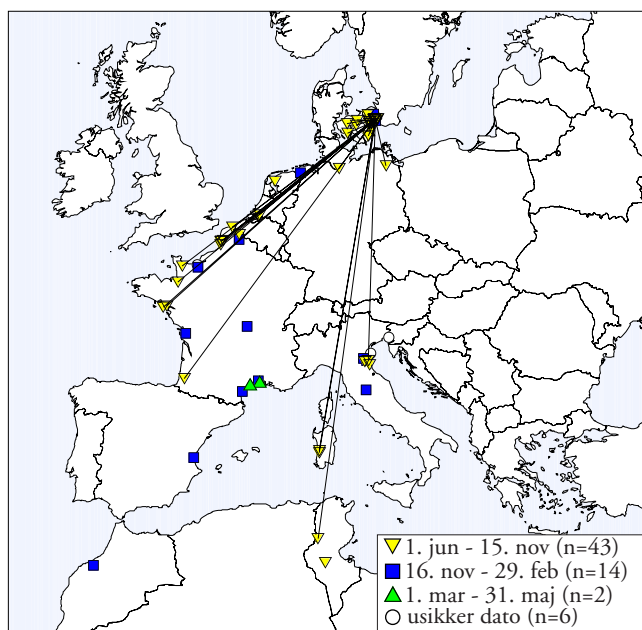 1. jun - 15. nov (n=43)
16. nov - 29. feb (n=14)
1. mar - 31. maj (n=2)
usikker dato (n=6)